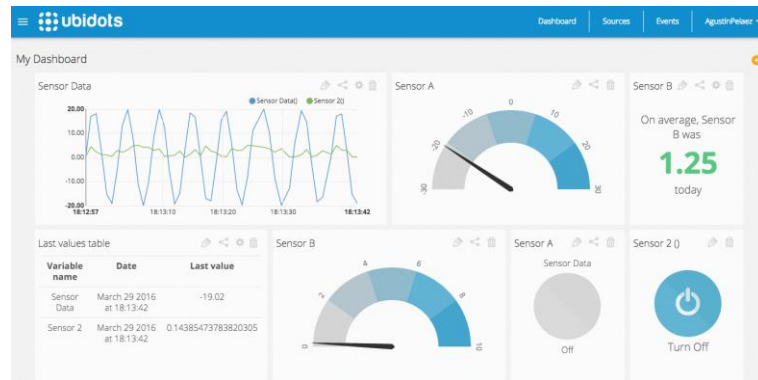 ubidots
Dashboard
Sources
Events
AgustinPelaez
My Dashboard
Sensor Data
Sensor Data()
Sensor 2()
20.00
10.00
0.00
-10.00
-20.00
18:12:57
18:13:10
18:13:20
18:13:30
18:13:42
Sensor A
-30
-20
-10
0
10
20
30
Sensor B
On average, Sensor
B was
1.25
today
Last values table
Variable name
Date
Last value
Sensor Data
March 29 2016 at 18:13:42
-19.02
Sensor 2
March 29 2016 at 18:13:42
0.14385473783820305
Sensor B
0
2
4
6
8
10
Sensor A
Sensor Data
Off
Sensor 2 ()
Turn Off